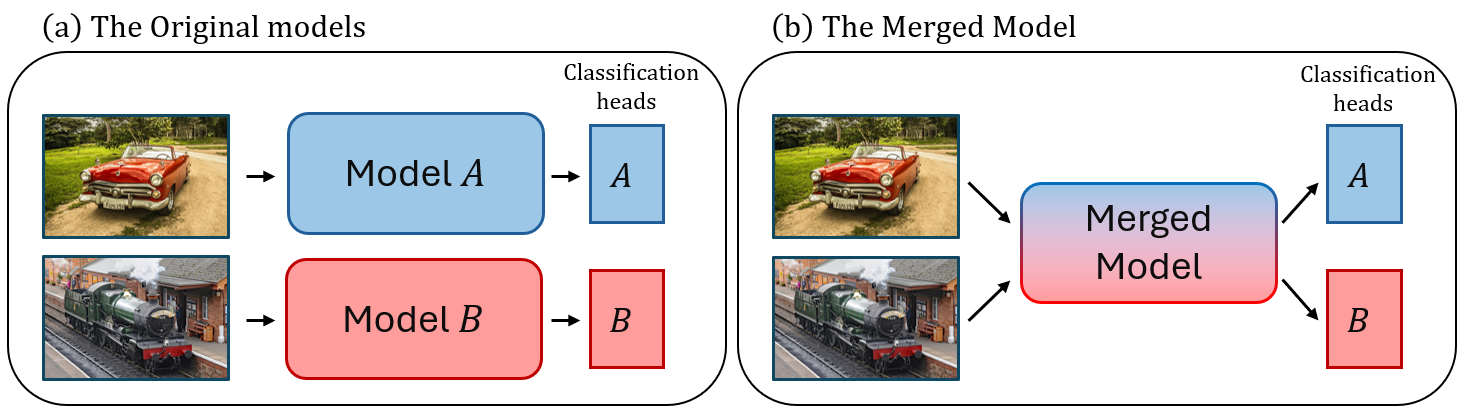 (a) The Original models
Classification
heads
Model A
A
Model B
B
(b) The Merged Model
Classification
heads
Merged
Model
A
B